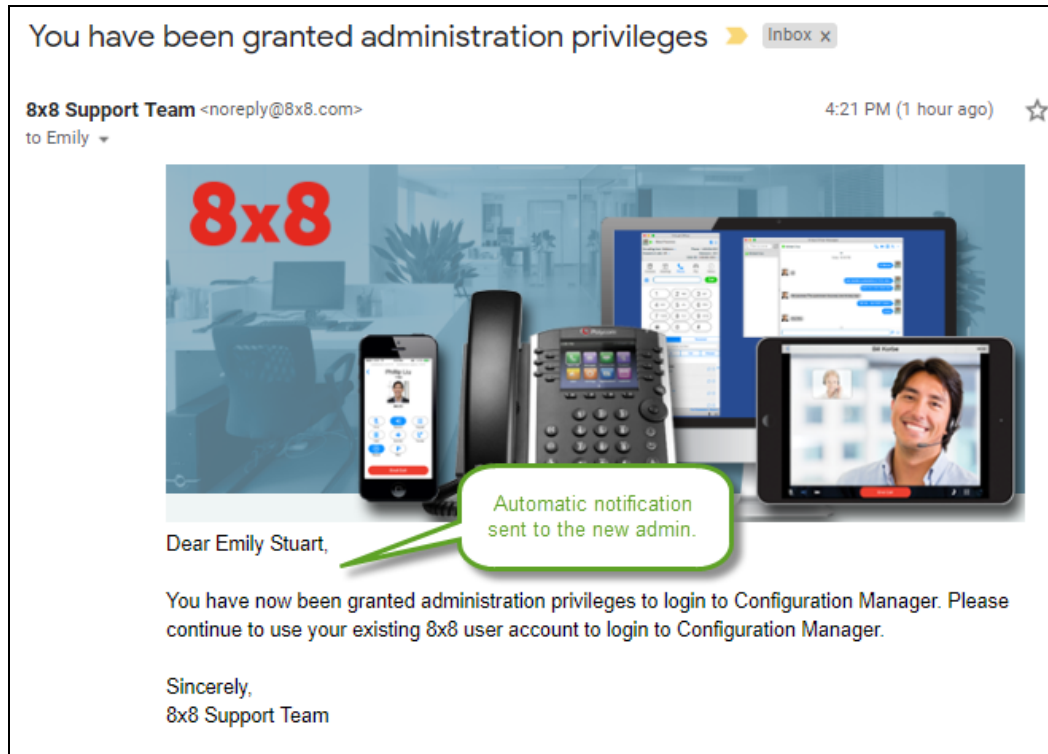 You have been granted administration privileges
Inbox x
8x8 Support Team <noreply@8x8.com>
4:21 PM (1 hour ago)
to Emily
8x8
Polycom
Philip Liu
Automatic notification
sent to the new admin.
Dear Emily Stuart,
You have now been granted administration privileges to login to Configuration Manager. Please
continue to use your existing 8x8 user account to login to Configuration Manager.
Sincerely,
8x8 Support Team